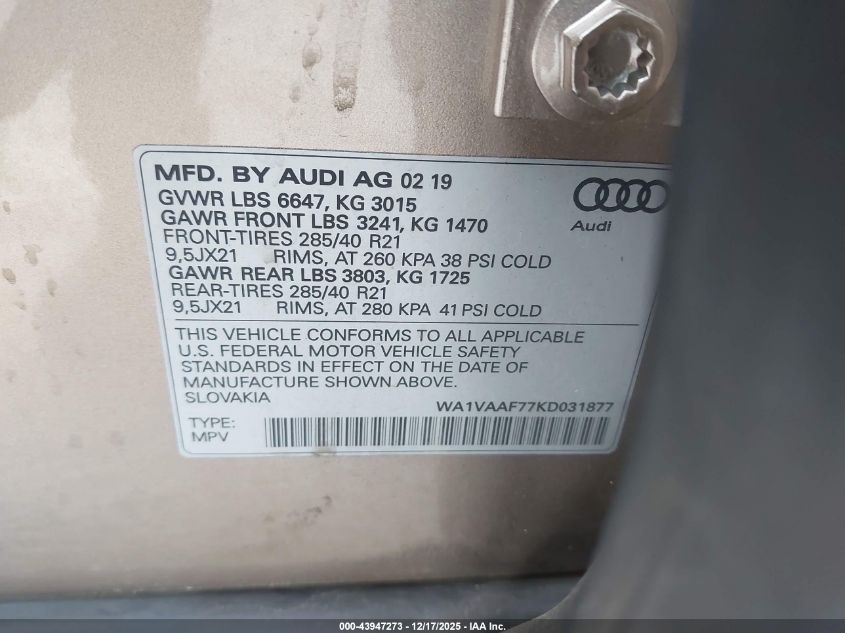 MFD. BY AUDI AG 02 19
GVWR LBS 6647, KG 3015
GAWR FRONT LBS 3241, KG 1470
FRONT-TIRES 285/40 R21
9,5JX21 RIMS, AT 260 KPA 38 PSI COLD
GAWR REAR LBS 3803, KG 1725
REAR-TIRES 285/40 R21
9,5JX21 RIMS, AT 280 KPA 41 PSI COLD
Audi
THIS VEHICLE CONFORMS TO ALL APPLICABLE
U.S. FEDERAL MOTOR VEHICLE SAFETY
STANDARDS IN EFFECT ON THE DATE OF
MANUFACTURE SHOWN ABOVE.
SLOVAKIA WA1VAAF77KD031877
TYPE:
MPV
000-43947273 - 12/17/2025 - IAA Inc.